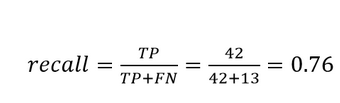 recall = TP/TP+FN = 42/42+13 = 0.76